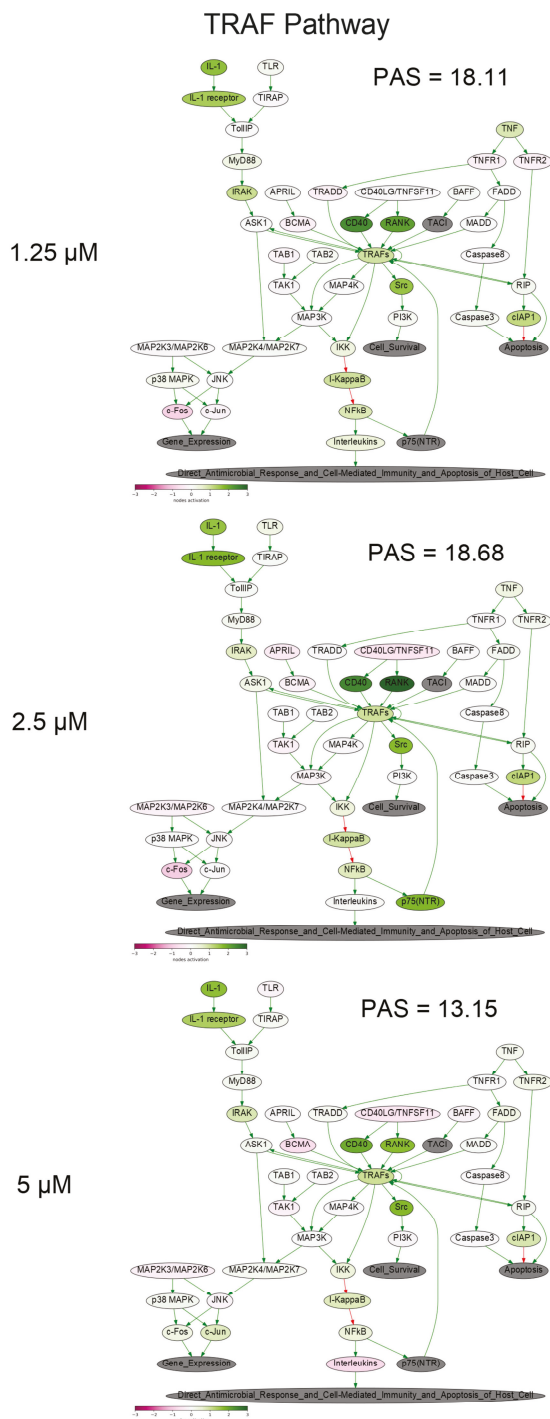 TRAF Pathway
1.25 µM
PAS = 18.11
IL-1 TLR
IL-1 receptor TIRAP
TollIP
TNF
MyD88
TNFR1 TNFR2
IRAK APRIL TRADD CD40LG/TNFSF11 BAFF FADD
ASK1 BCMA CD40 RANK TACI MADD
TAB1 TAB2 TRAFs Caspase8
TAK1 MAP4K Src RIP
MAP3K PI3K Caspase3 cIAP1
MAP2K3/MAP2K6 MAP2K4/MAP2K7 IKK Cell_Survival Apoptosis
p38 MAPK JNK I-KappaB
c-Fos c-Jun NFkB
Gene_Expression Interleukins p75(NTR)
Direct_Antimicrobial_Response_and_Cell-Mediated_Immunity_and_Apoptosis_of_Host_Cell
−3 −2 −1 0 1 2 3
nodes activation
2.5 µM
PAS = 18.68
IL-1 TLR
IL 1 receptor TIRAP
TollIP
TNF
MyD88
TNFR1 TNFR2
IRAK APRIL TRADD CD40LG/TNFSF11 BAFF FADD
ASK1 BCMA CD40 RANK TACI MADD
TAB1 TAB2 TRAFs Caspase8
TAK1 MAP4K Src RIP
MAP3K PI3K Caspase3 cIAP1
MAP2K3/MAP2K6 MAP2K4/MAP2K7 IKK Cell_Survival Apoptosis
p38 MAPK JNK I-KappaB
c-Fos c-Jun NFkB
Gene_Expression Interleukins p75(NTR)
Direct_Antimicrobial_Response_and_Cell-Mediated_Immunity_and_Apoptosis_of_Host_Cell
−3 −2 −1 0 1 2 3
nodes activation
5 µM
PAS = 13.15
IL-1 TLR
IL-1 receptor TIRAP
TollIP
TNF
MyD88
TNFR1 TNFR2
IRAK APRIL TRADD CD40LG/TNFSF11 BAFF FADD
ASK1 BCMA CD40 RANK TACI MADD
TAB1 TAB2 TRAFs Caspase8
TAK1 MAP4K Src RIP
MAP3K PI3K Caspase3 cIAP1
MAP2K3/MAP2K6 MAP2K4/MAP2K7 IKK Cell_Survival Apoptosis
p38 MAPK JNK I-KappaB
c-Fos c-Jun NFkB
Gene_Expression Interleukins p75(NTR)
Direct_Antimicrobial_Response_and_Cell-Mediated_Immunity_and_Apoptosis_of_Host_Cell
−3 −2 −1 0 1 2 3